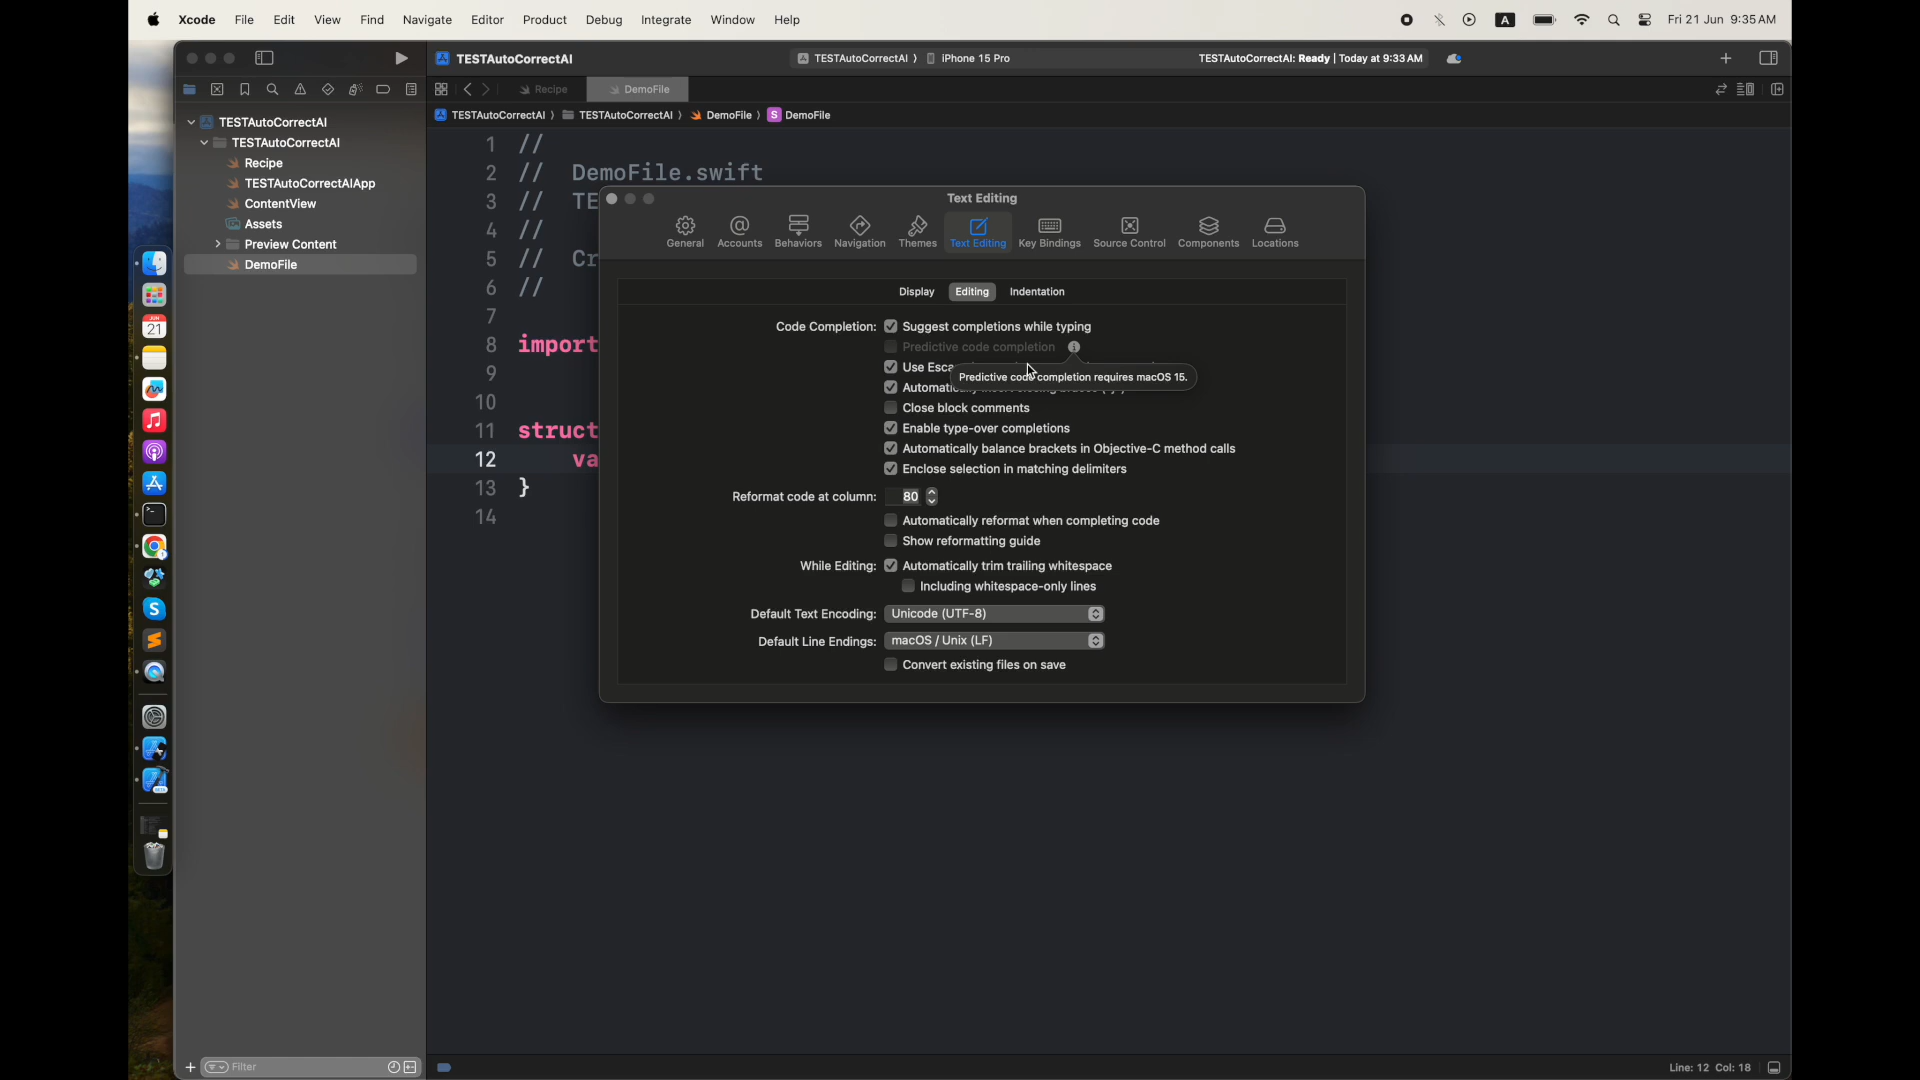 Xcode File Edit View Find Navigate Editor Product Debug Integrate Window Help A Fri 21 Jun 9:35 AM
TESTAutoCorrectAI TESTAutoCorrectAI ⟩ iPhone 15 Pro TESTAutoCorrectAI: Ready | Today at 9:33 AM
Recipe DemoFile
TESTAutoCorrectAI ⟩ TESTAutoCorrectAI ⟩ DemoFile ⟩ S DemoFile
TESTAutoCorrectAI
TESTAutoCorrectAI
Recipe
TESTAutoCorrectAIApp
ContentView
Assets
Preview Content
DemoFile
JUN
21
1 //
2 // DemoFile.swift
3 // TE
4 //
5 // Cr
6 //
7
8 import
9
10
11 struct
12 va
13 }
14
Text Editing
General Accounts Behaviors Navigation Themes Text Editing Key Bindings Source Control Components Locations
Display Editing Indentation
Code Completion: Suggest completions while typing
Predictive code completion
Use Esca
Predictive code completion requires macOS 15.
Automati
Close block comments
Enable type-over completions
Automatically balance brackets in Objective-C method calls
Enclose selection in matching delimiters
Reformat code at column: 80
Automatically reformat when completing code
Show reformatting guide
While Editing: Automatically trim trailing whitespace
Including whitespace-only lines
Default Text Encoding: Unicode (UTF-8)
Default Line Endings: macOS / Unix (LF)
Convert existing files on save
Filter
Line: 12 Col: 18